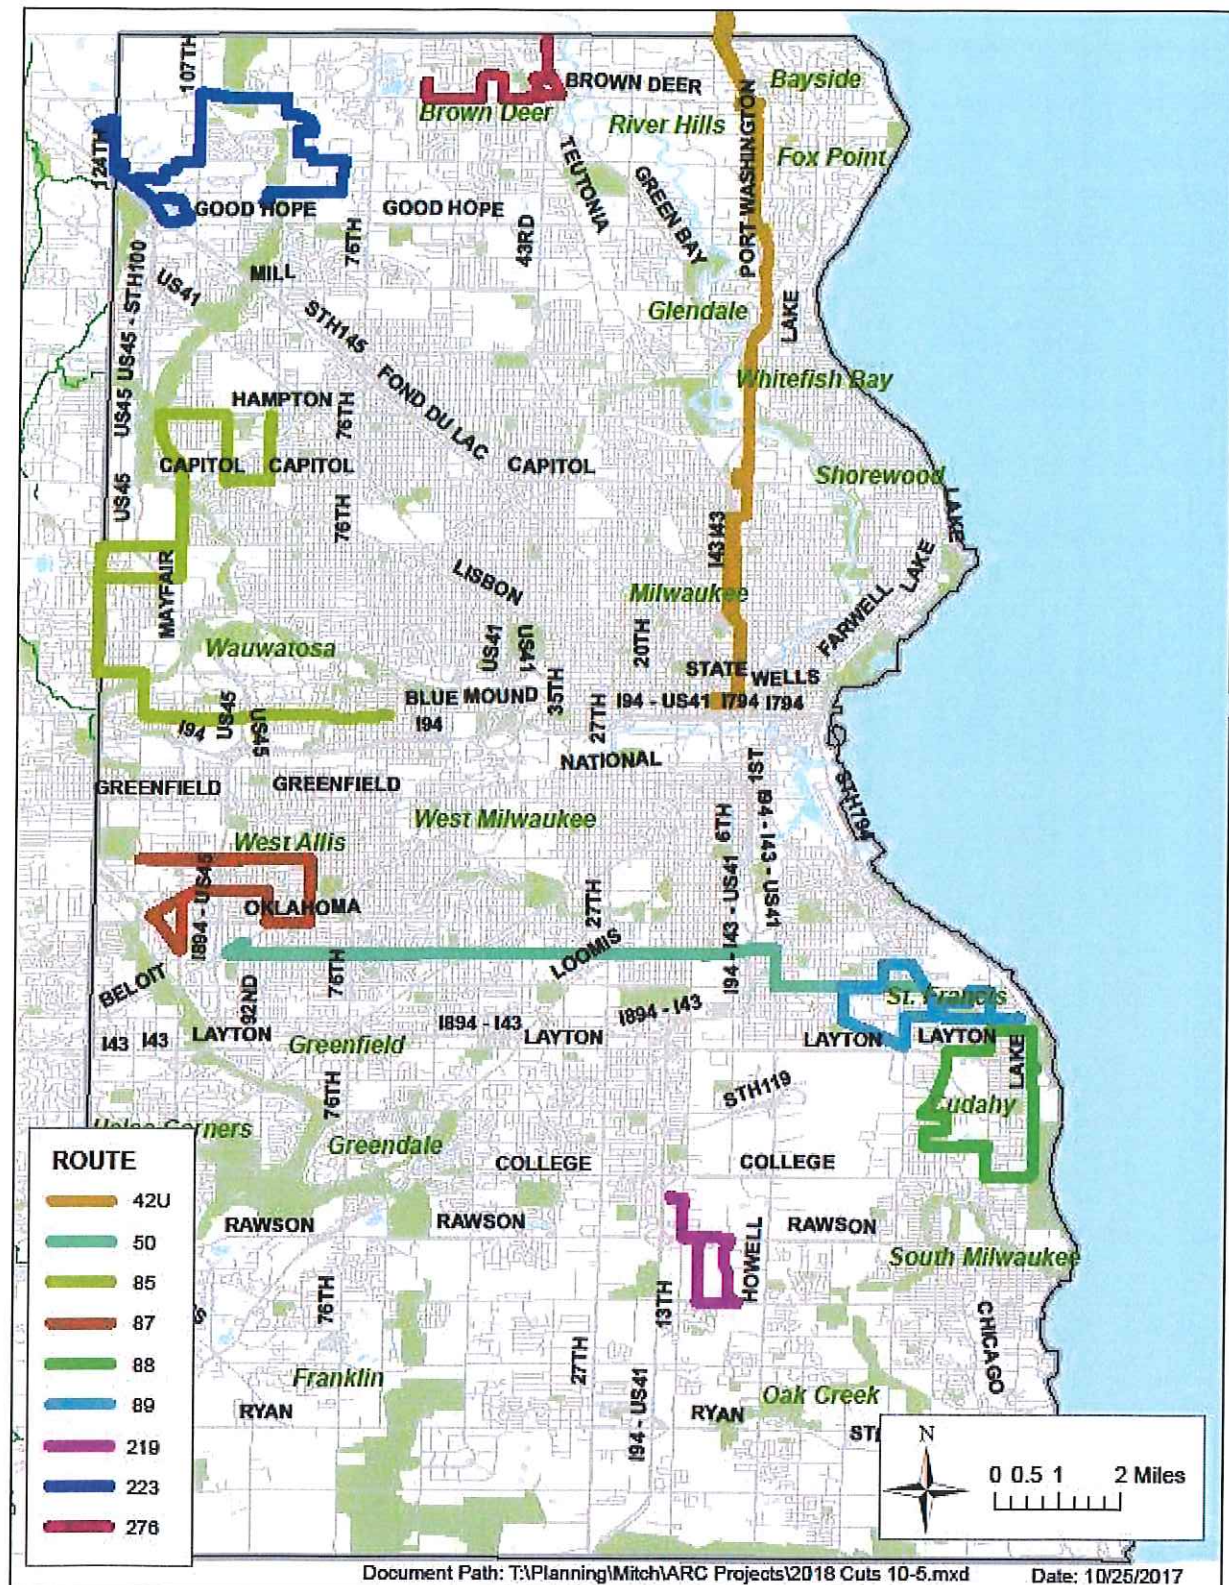 107TH
BROWN DEER
Bayside
Brown Deer
River Hills
124TH
TEUTONIA
PORT WASHINGTON
Fox Point
GREEN BAY
GOOD HOPE
GOOD HOPE
76TH
43RD
MILL
US41
US45 - STH100
STH145
Glendale
LAKE
Whitefish Bay
FOND DU LAC
HAMPTON
76TH
US45
CAPITOL
CAPITOL
CAPITOL
Shorewood
US45
76TH
LAKE
I43 I43
MAYFAIR
LISBON
Milwaukee
LAKE
FARWELL
Wauwatosa
US41
US41
20TH
STATE
WELLS
BLUE MOUND
35TH
US45
I94
US45
I94
27TH
I94 - US41
I794
I794
NATIONAL
1ST
GREENFIELD
GREENFIELD
STH794
West Milwaukee
6TH
I94 - I43 - US41
West Allis
I894 - US45
OKLAHOMA
27TH
I94 - I43 - US41
LOOMIS
BELOIT
76TH
92ND
St. Francis
I43
I43
LAYTON
I894 - I43
LAYTON
I894 - I43
LAYTON
LAYTON
LAKE
Greenfield
76TH
STH119
Cudahy
Greendale
COLLEGE
COLLEGE
RAWSON
RAWSON
RAWSON
HOWELL
South Milwaukee
76TH
13TH
CHICAGO
27TH
Franklin
I94 - US41
Oak Creek
RYAN
RYAN
ROUTE
42U
50
85
87
88
89
219
223
276
N
0 0.5 1 2 Miles
Document Path: T:\Planning\Mitch\ARC Projects\2018 Cuts 10-5.mxd Date: 10/25/2017